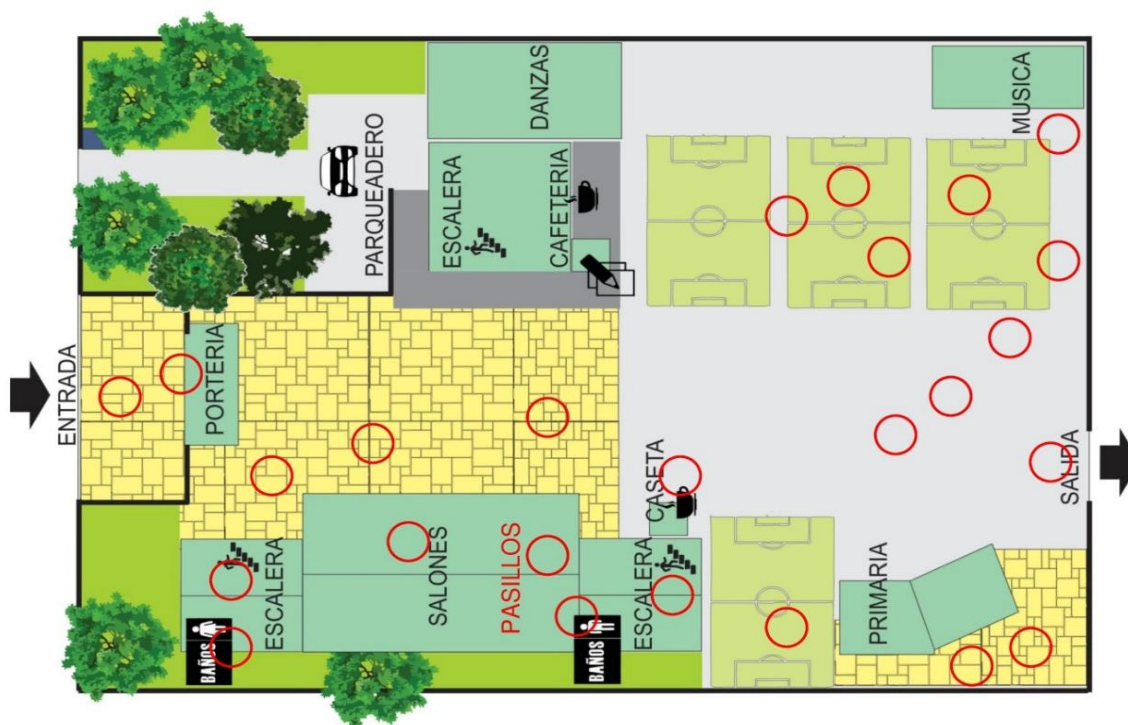 DANZAS
MUSICA
PARQUEADERO
ESCALERA
CAFETERIA
ENTRADA
PORTERIA
CASETA
SALIDA
ESCALERA
SALONES
PASILLOS
ESCALERA
PRIMARIA
BAÑOS
BAÑOS